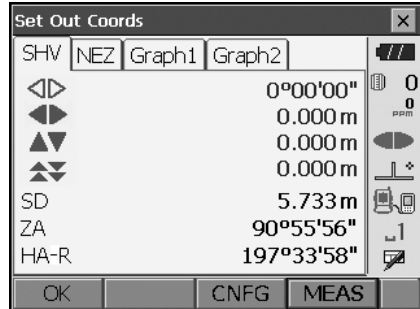 Set Out Coords
SHV NEZ Graph1 Graph2
0°00'00"
0
0.000 m
0
PPM
0.000 m
0.000 m
SD 5.733 m
ZA 90°55'56"
1
HA-R 197°33'58"
OK CNFG MEAS